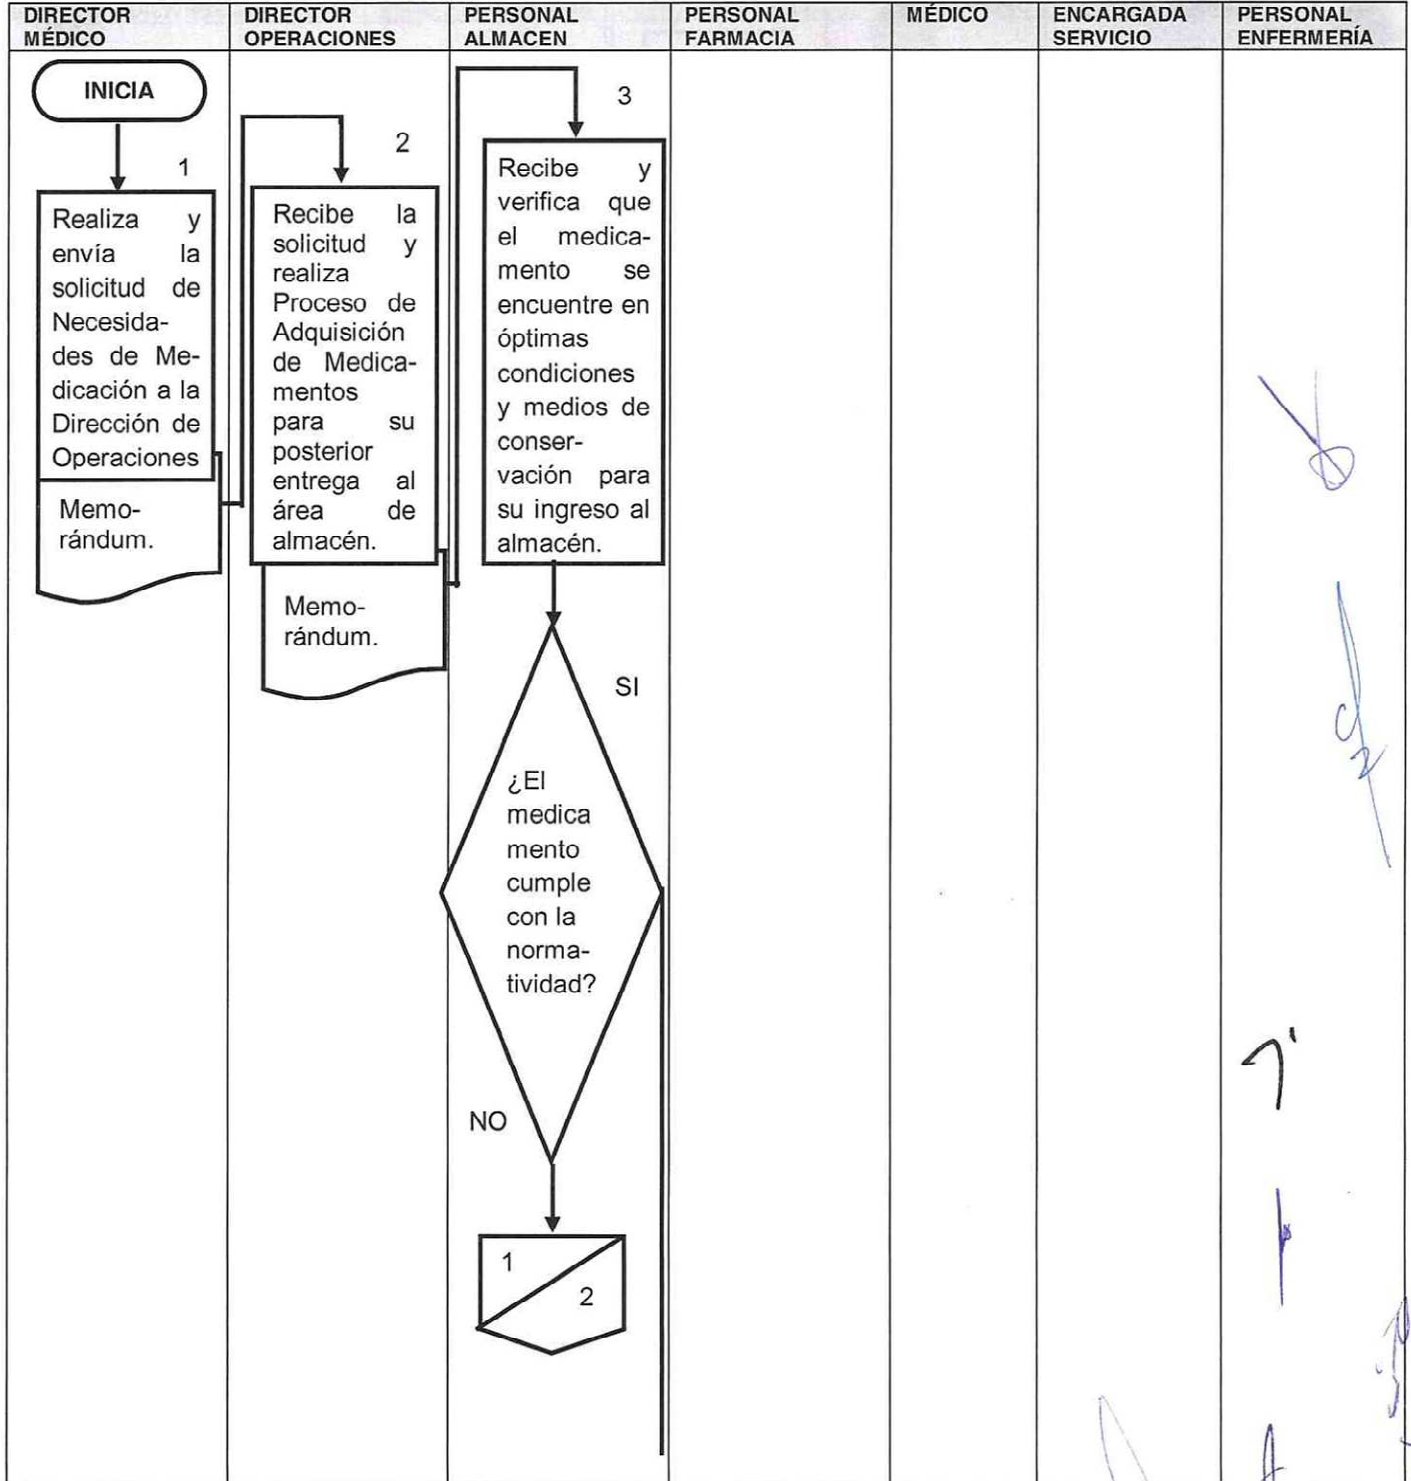 DIRECTOR
MÉDICO
DIRECTOR
OPERACIONES
PERSONAL
ALMACEN
PERSONAL
FARMACIA
MÉDICO
ENCARGADA
SERVICIO
PERSONAL
ENFERMERÍA
INICIA
1
Realiza y
envía la
solicitud de
Necesida-
des de Me-
dicación a la
Dirección de
Operaciones
Memo-
rándum.
2
Recibe la
solicitud y
realiza
Proceso de
Adquisición
de Medica-
mentos
para su
posterior
entrega al
área de
almacén.
Memo-
rándum.
3
Recibe y
verifica que
el medica-
mento se
encuentre en
óptimas
condiciones
y medios de
conser-
vación para
su ingreso al
almacén.
SI
¿El
medica
mento
cumple
con la
norma-
tividad?
NO
1
2